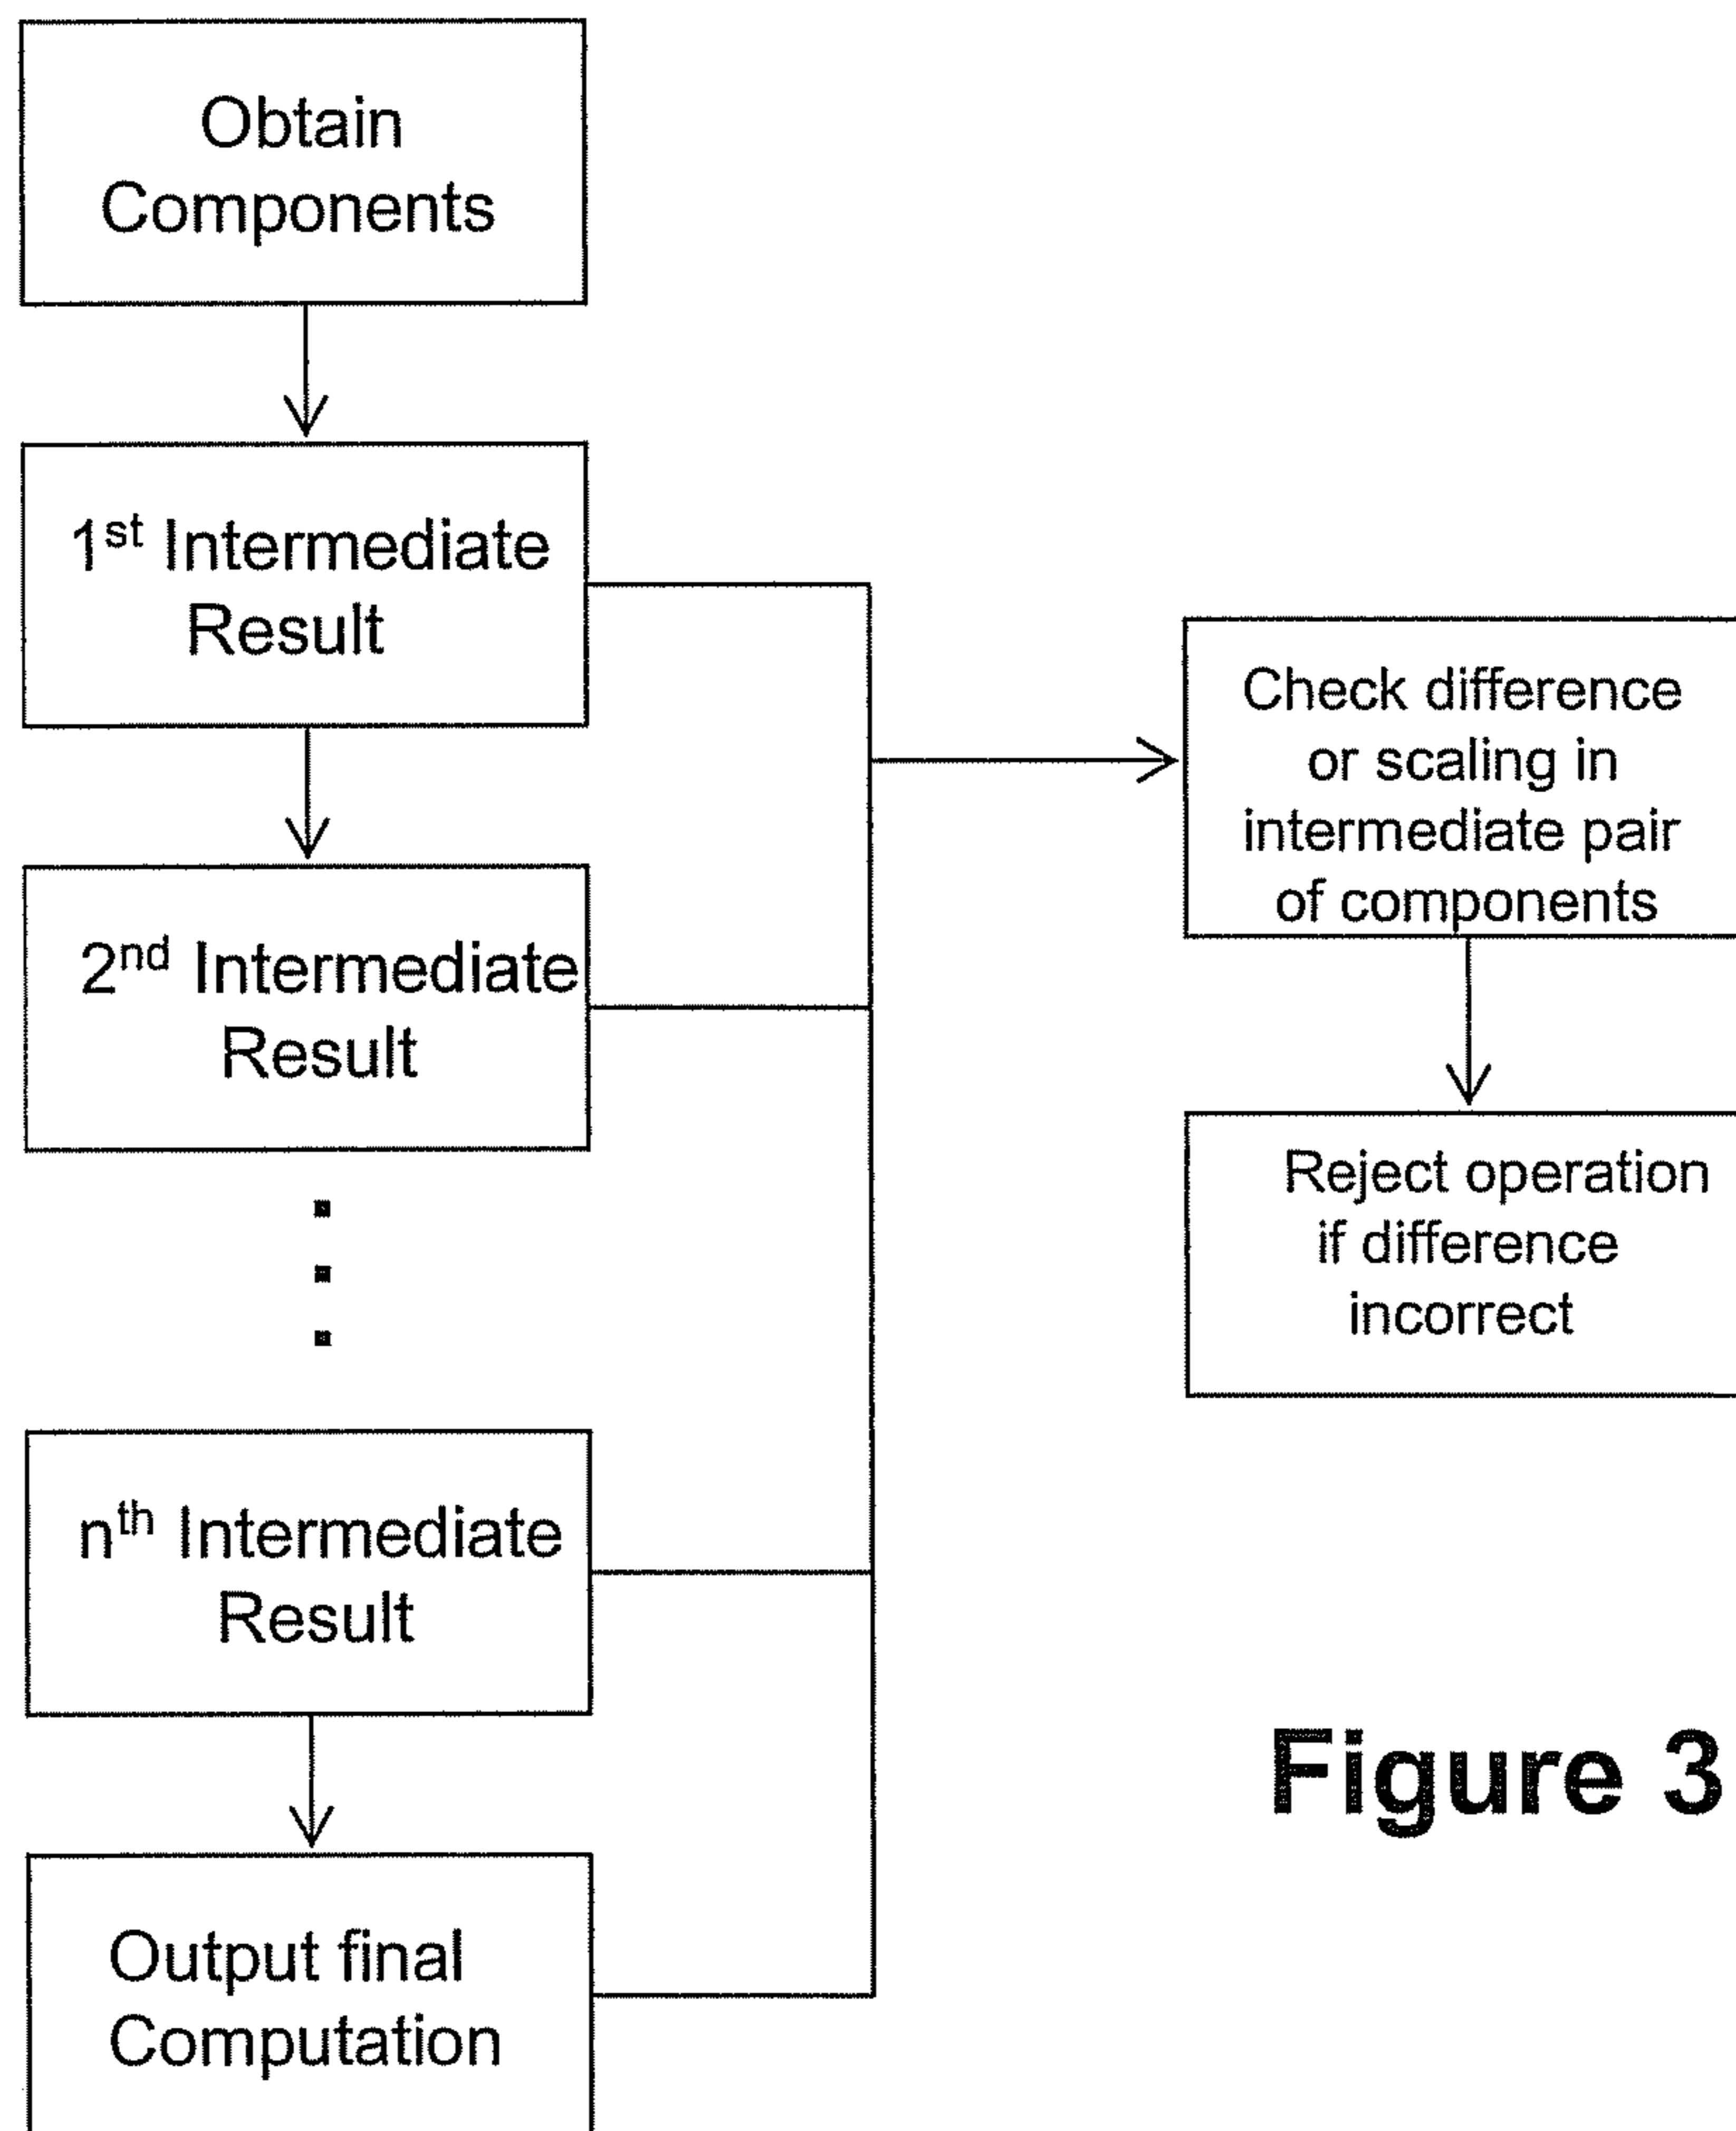 Obtain
Components
1st Intermediate
Result
2nd Intermediate
Result
nth Intermediate
Result
Output final
Computation
Check difference
or scaling in
intermediate pair
of components
Reject operation
if difference
incorrect
Figure 3